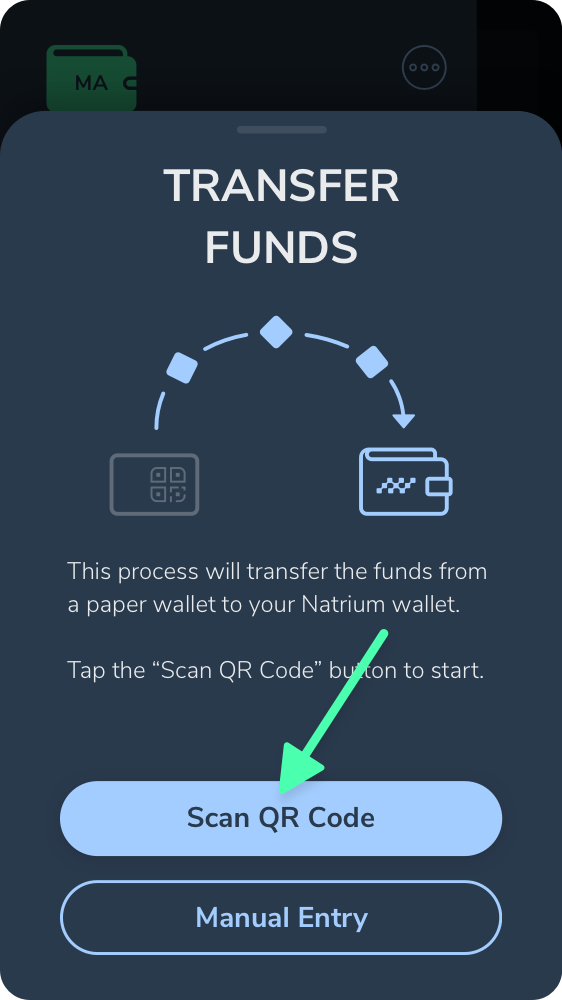 MA
TRANSFER
FUNDS
This process will transfer the funds from
a paper wallet to your Natrium wallet.
Tap the “Scan QR Code” button to start.
Scan QR Code
Manual Entry